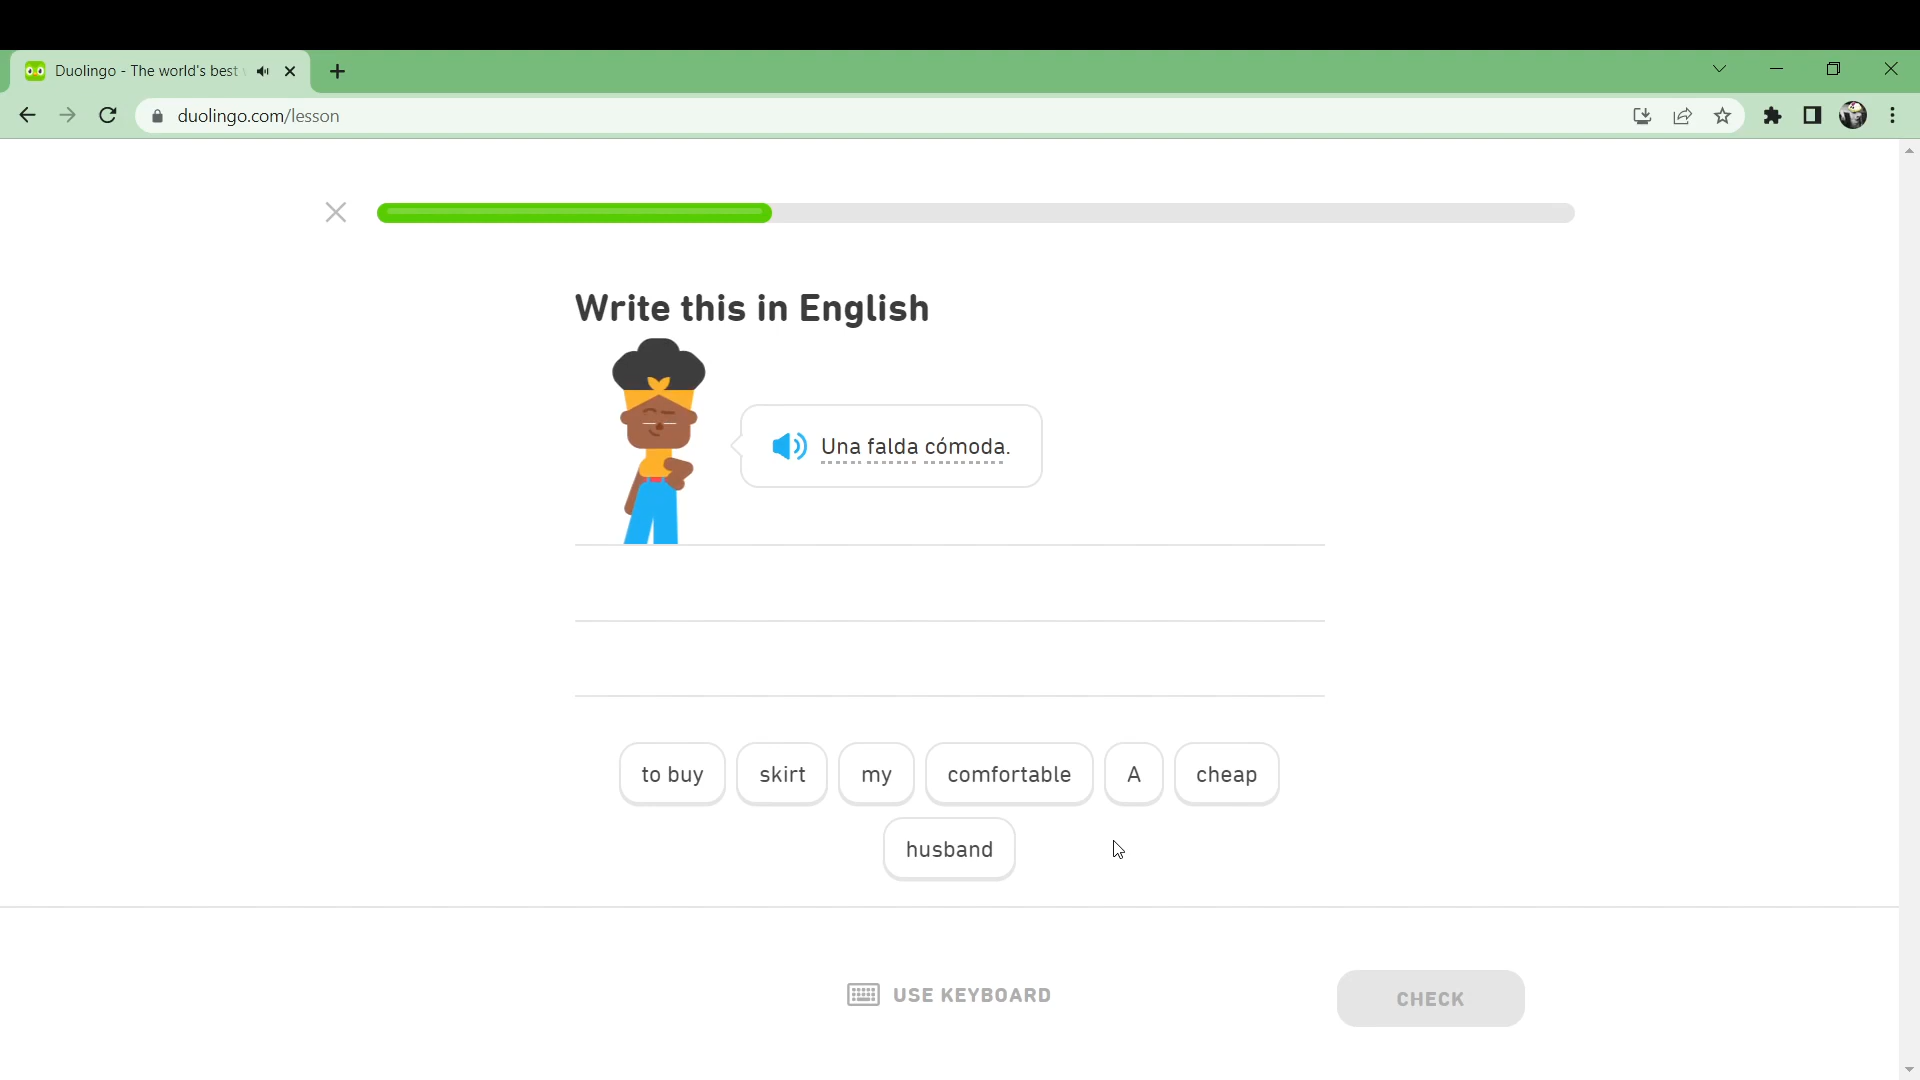 Duolingo - The world's best
duolingo.com/lesson
Write this in English
Una falda cómoda.
to buy skirt my comfortable A cheap
husband
USE KEYBOARD CHECK